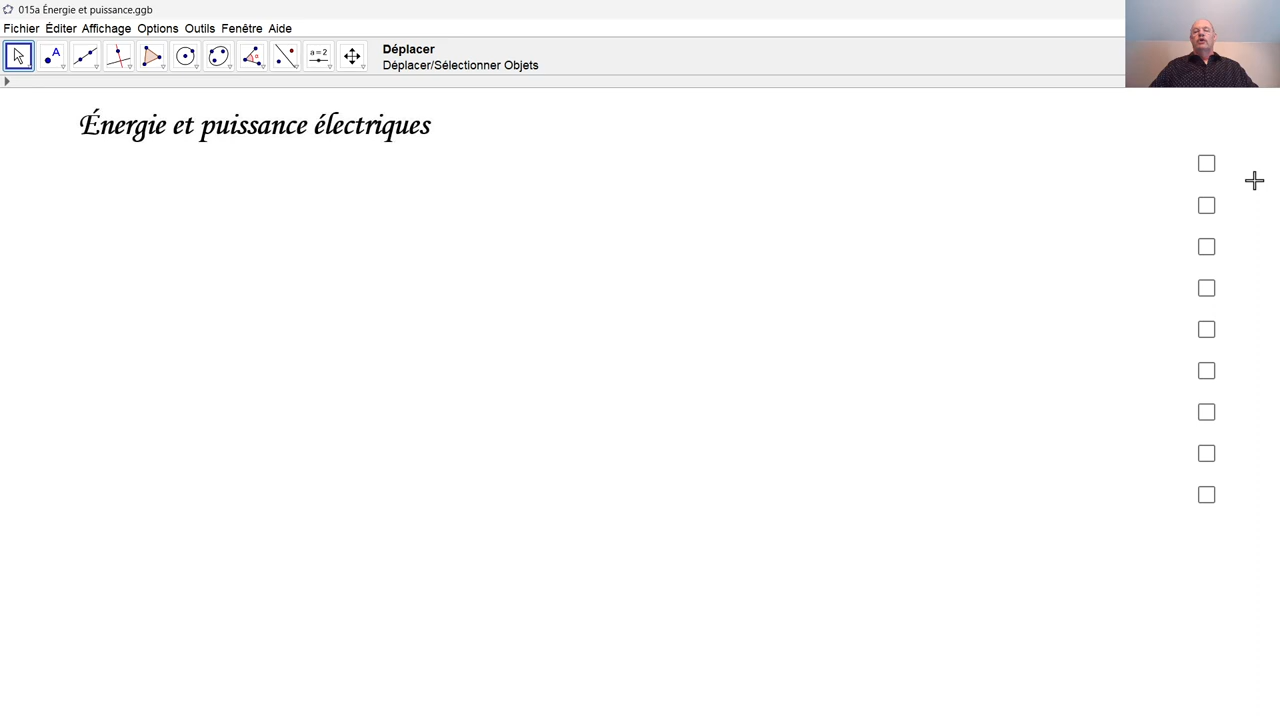 015a Énergie et puissance.ggb
Fichier Éditer Affichage Options Outils Fenêtre Aide
A
a=2
Déplacer
Déplacer/Sélectionner Objets
Énergie et puissance électriques